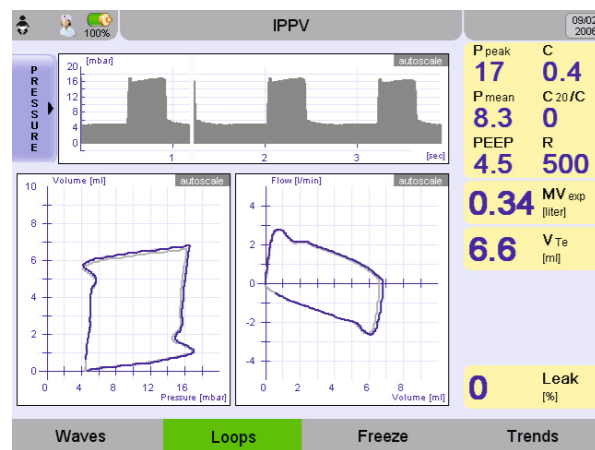 100%
IPPV
09/02
2006
PRESSURE
[mbar]
autoscale
20
16
12
8
4
0
1
2
3
[sec]
Volume [ml]
autoscale
10
8
6
4
2
0
0
4
8
12
16
Pressure [mbar]
Flow [l/min]
autoscale
4
2
0
-2
-4
0
2
4
6
8
Volume [ml]
P peak
C
17
0.4
P mean
C 20/C
8.3
0
PEEP
R
4.5
500
0.34
MV exp
[liter]
6.6
V Te
[ml]
0
Leak
[%]
Waves
Loops
Freeze
Trends